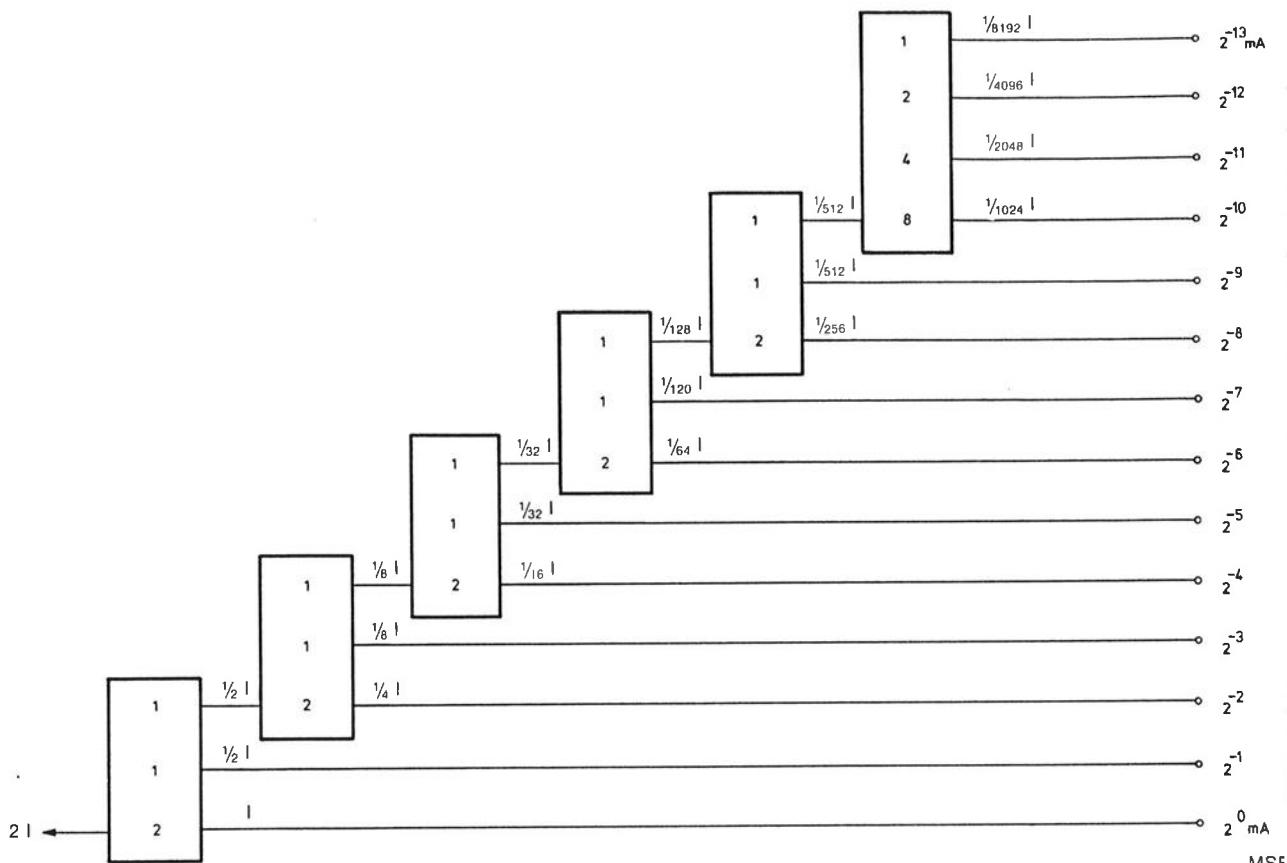 1 1/8192 I 2^-13 mA
2 1/4096 I 2^-12
4 1/2048 I 2^-11
1 1/512 I 8 1/1024 I 2^-10
1 1/512 I 2^-9
1 1/128 I 2 1/256 I 2^-8
1 1/120 I 2^-7
1 1/32 I 2 1/64 I 2^-6
1 1/32 I 2^-5
1 1/8 I 2 1/16 I 2^-4
1 1/8 I 2^-3
1 1/2 I 2 1/4 I 2^-2
1 1/2 I 2^-1
2 I 2 I 2^0 mA